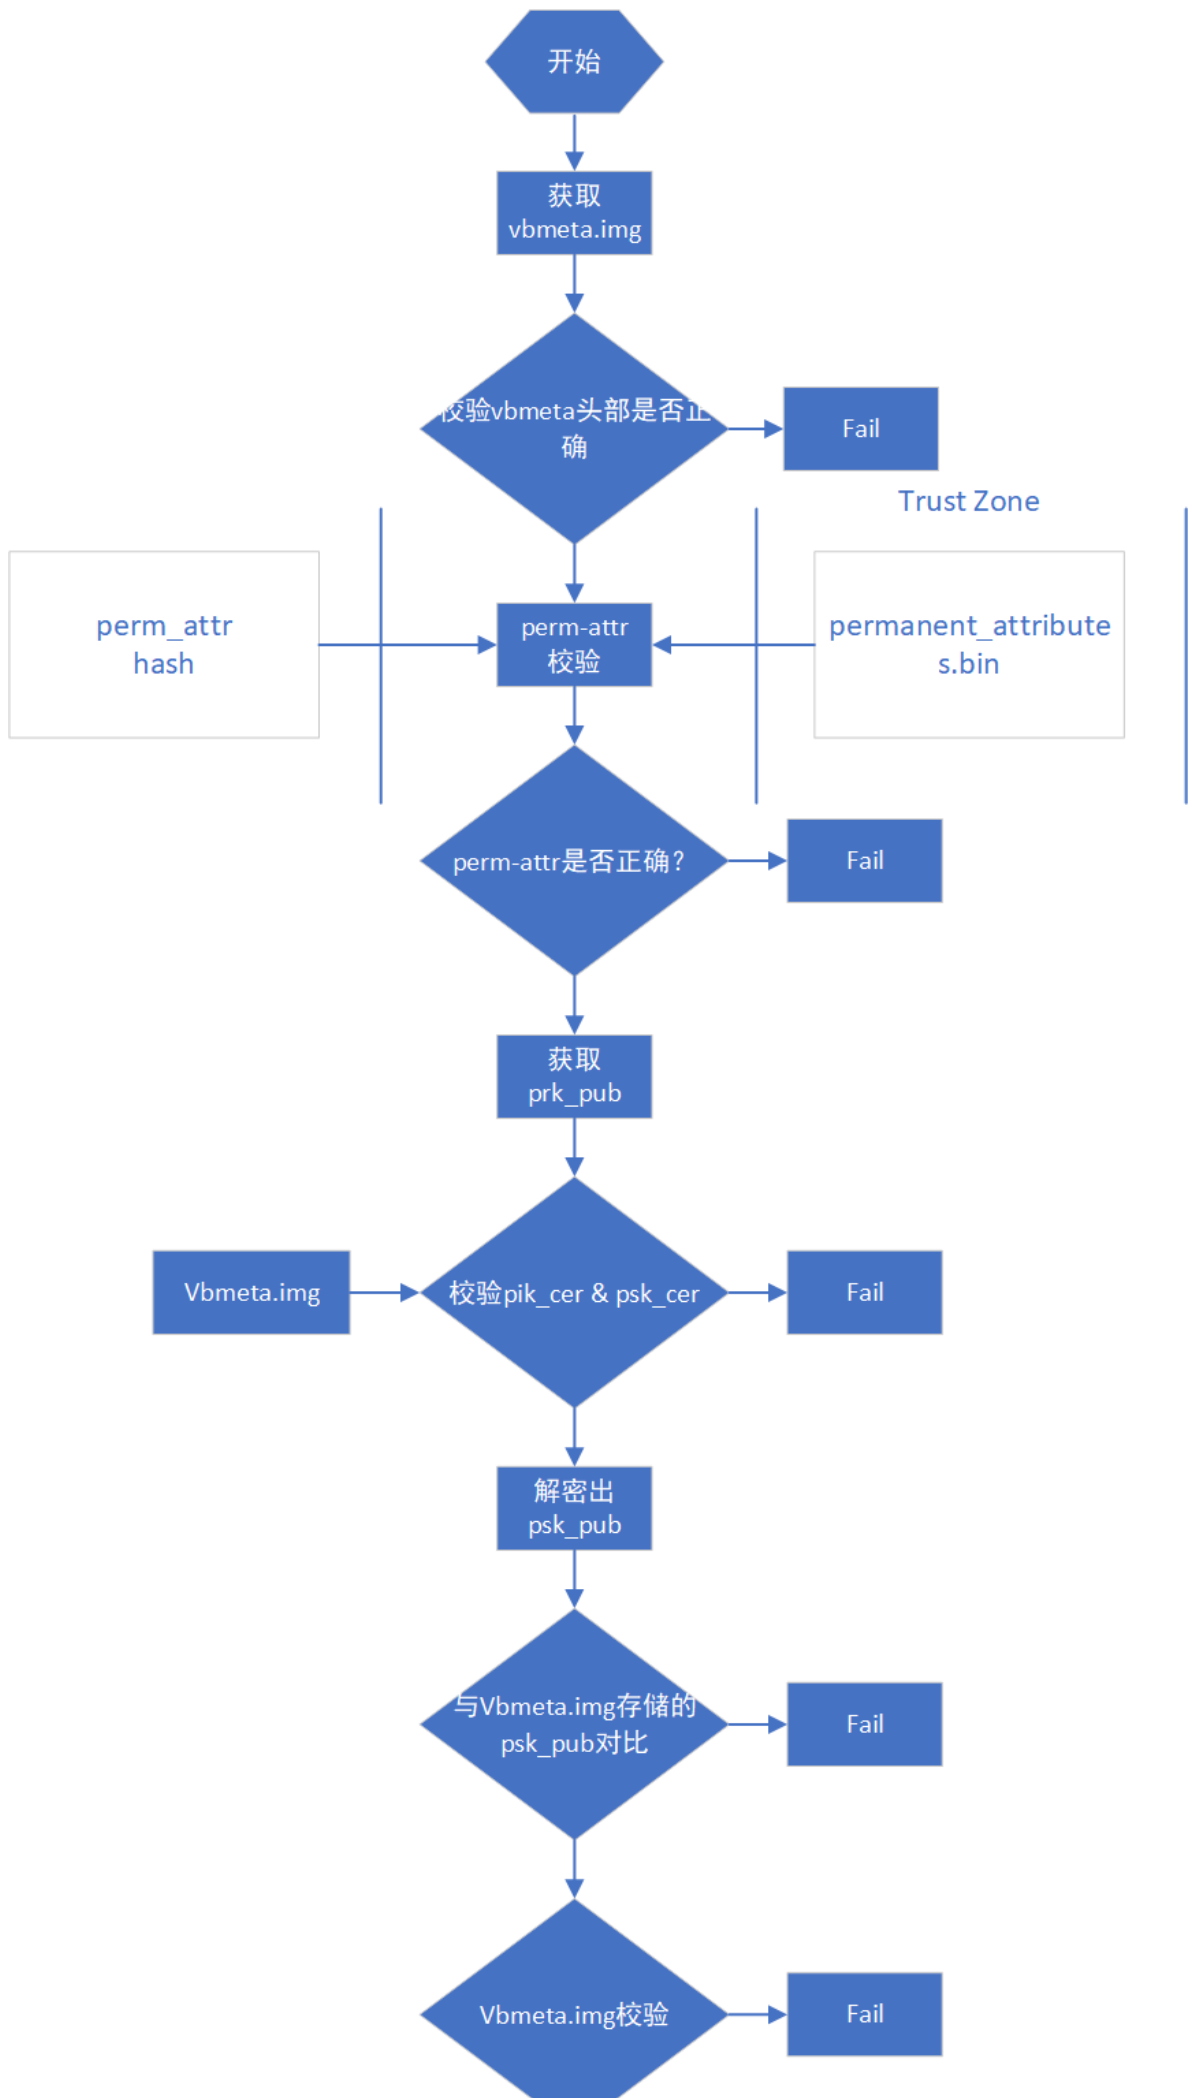 开始
获取
vbmeta.img
校验vbmeta头部是否正
确
Fail
Trust Zone
perm_attr
hash
perm-attr
校验
permanent_attribute
s.bin
perm-attr是否正确？
Fail
获取
prk_pub
Vbmeta.img
校验pik_cer & psk_cer
Fail
解密出
psk_pub
与Vbmeta.img存储的
psk_pub对比
Fail
Vbmeta.img校验
Fail